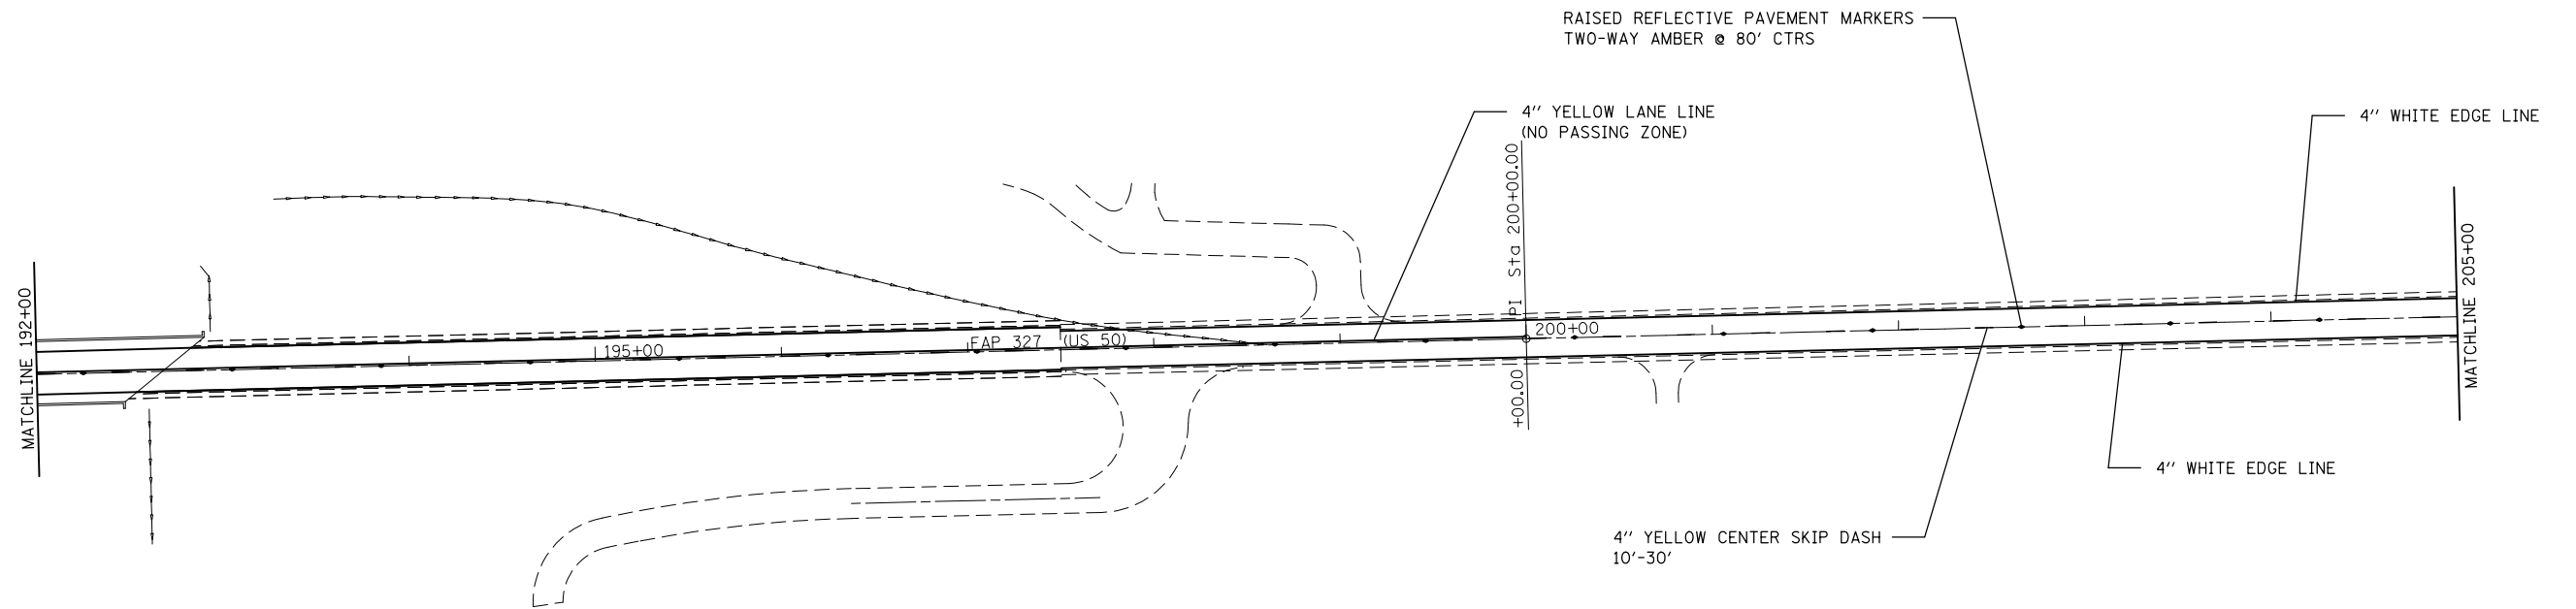 RAISED REFLECTIVE PAVEMENT MARKERS
TWO-WAY AMBER @ 80' CTRS
4" YELLOW LANE LINE
(NO PASSING ZONE)
4" WHITE EDGE LINE
MATCHLINE 192+00
195+00
FAP 327 (US 50)
PI Sta 200+00.00
200+00
+00.00
MATCHLINE 205+00
4" WHITE EDGE LINE
4" YELLOW CENTER SKIP DASH
10'-30'